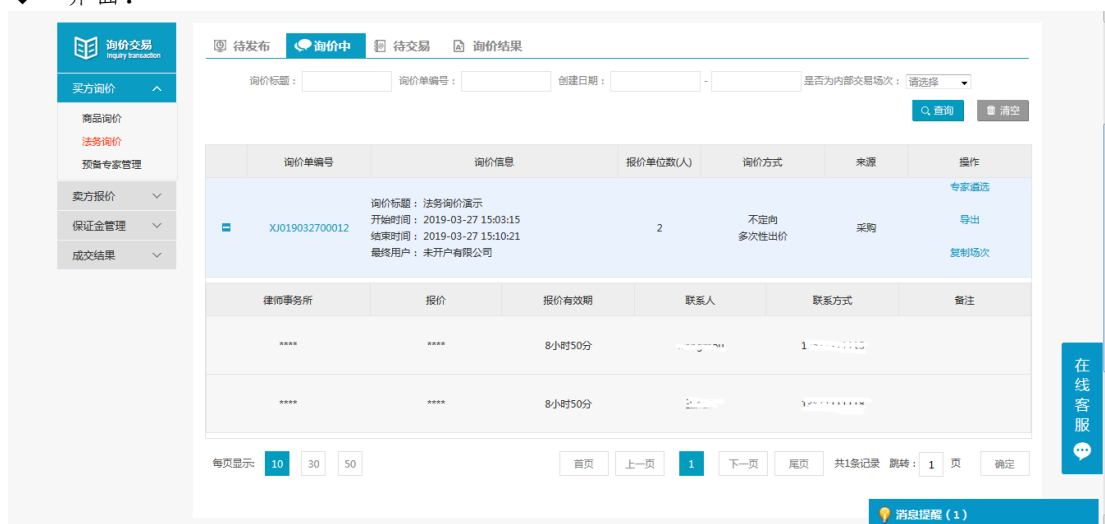 界面：
询价交易
Inquiry transaction
待发布 询价中 待交易 询价结果
询价标题： 询价单编号： 创建日期： - 是否为内部交易场次： 请选择
买方询价
查询 清空
商品询价
法务询价
预备专家管理
卖方报价
保证金管理
成交结果
询价单编号 询价信息 报价单位数(人) 询价方式 来源 操作
XJ019032700012
询价标题： 法务询价演示
开始时间： 2019-03-27 15:03:15
结束时间： 2019-03-27 15:10:21
最终用户： 未开户有限公司
2
不定向
多次性出价
采购
专家遴选
导出
复制场次
律师事务所 报价 报价有效期 联系人 联系方式 备注
**** **** 8小时50分
**** **** 8小时50分
每页显示: 10 30 50 首页 上一页 1 下一页 尾页 共1条记录 跳转： 1 页 确定
在线客服
消息提醒（1）